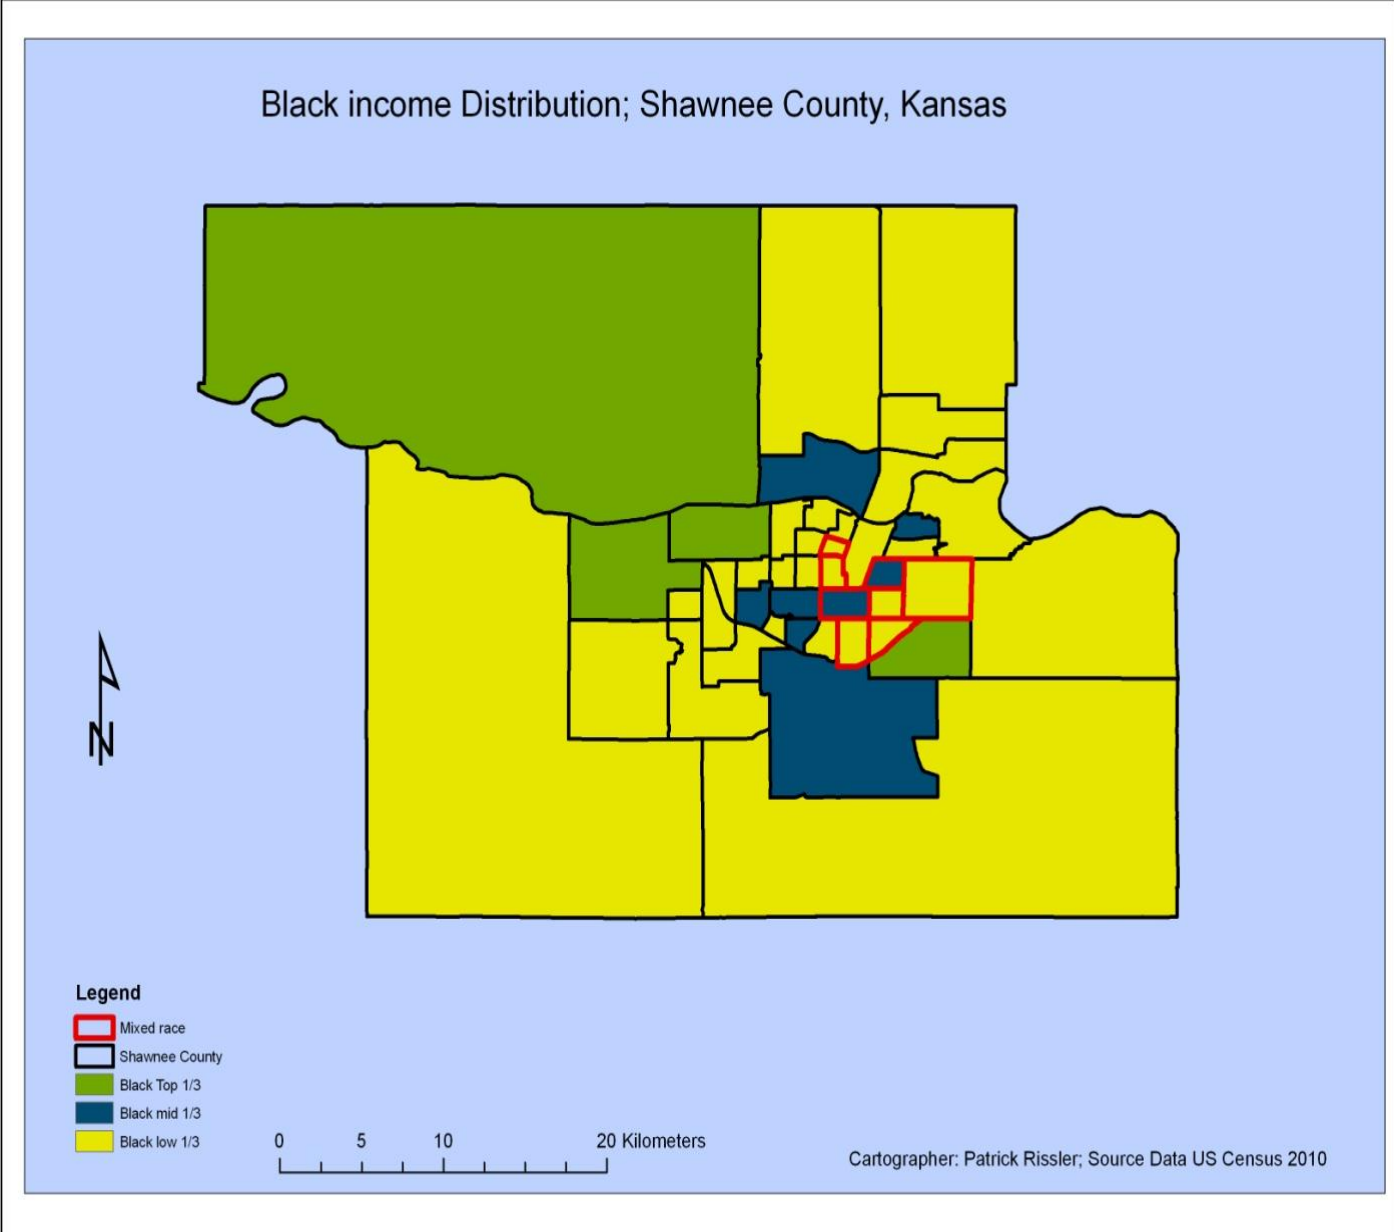 Black income Distribution; Shawnee County, Kansas
N
Legend
Mixed race
Shawnee County
Black Top 1/3
Black mid 1/3
Black low 1/3
0 5 10 20 Kilometers
Cartographer: Patrick Rissler; Source Data US Census 2010